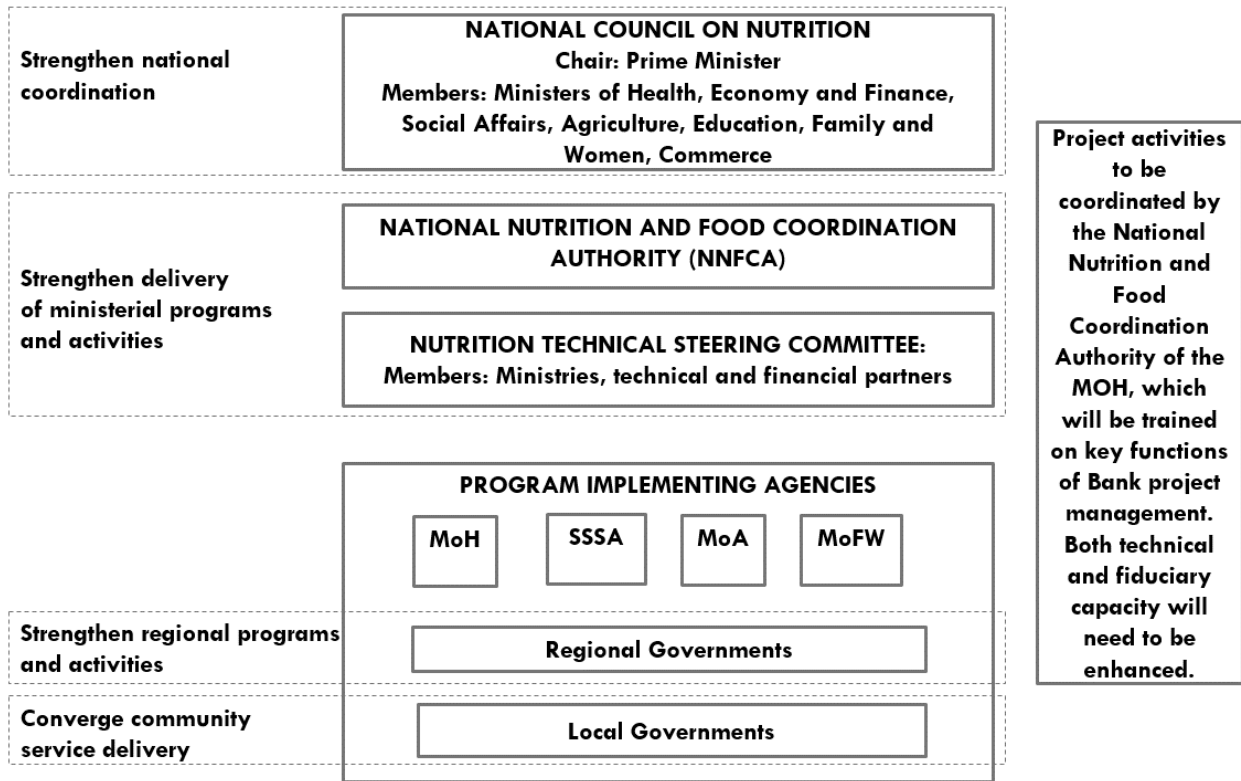 Strengthen national
coordination
NATIONAL COUNCIL ON NUTRITION
Chair: Prime Minister
Members: Ministers of Health, Economy and Finance,
Social Affairs, Agriculture, Education, Family and
Women, Commerce
Strengthen delivery
of ministerial programs
and activities
NATIONAL NUTRITION AND FOOD COORDINATION
AUTHORITY (NNFCA)
NUTRITION TECHNICAL STEERING COMMITTEE:
Members: Ministries, technical and financial partners
PROGRAM IMPLEMENTING AGENCIES
MoH
SSSA
MoA
MoFW
Strengthen regional programs
and activities
Regional Governments
Converge community
service delivery
Local Governments
Project activities
to be
coordinated by
the National
Nutrition and
Food
Coordination
Authority of the
MOH, which
will be trained
on key functions
of Bank project
management.
Both technical
and fiduciary
capacity will
need to be
enhanced.